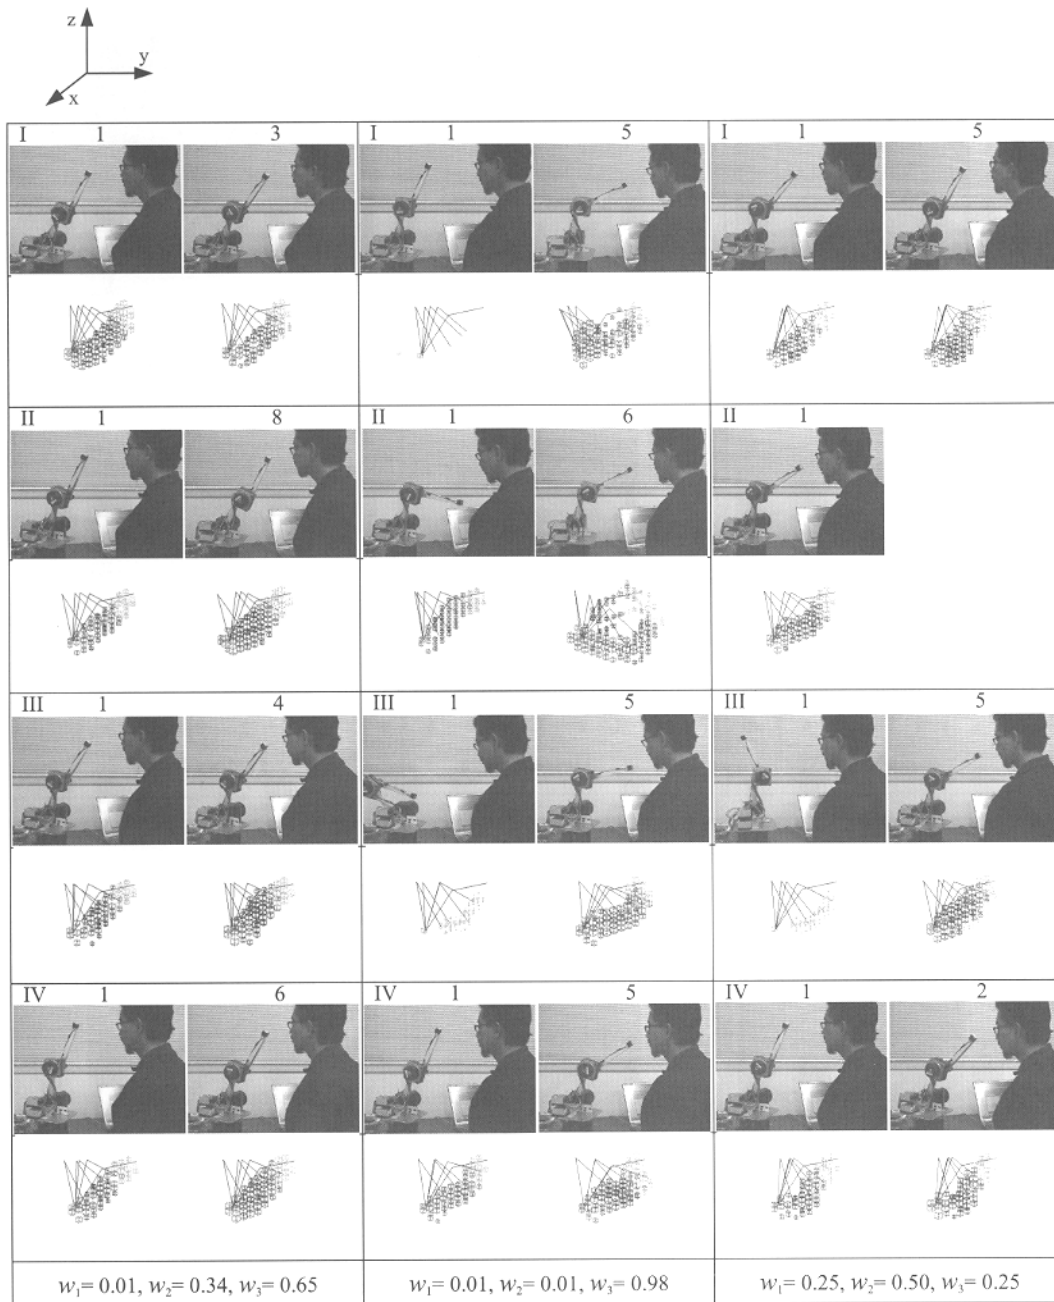 z
y
x
I 1 3 I 1 5 I 1 5
II 1 8 II 1 6 II 1
III 1 4 III 1 5 III 1 5
IV 1 6 IV 1 5 IV 1 2
w₁= 0.01, w₂= 0.34, w₃= 0.65 w₁= 0.01, w₂= 0.01, w₃= 0.98 w₁= 0.25, w₂= 0.50, w₃= 0.25